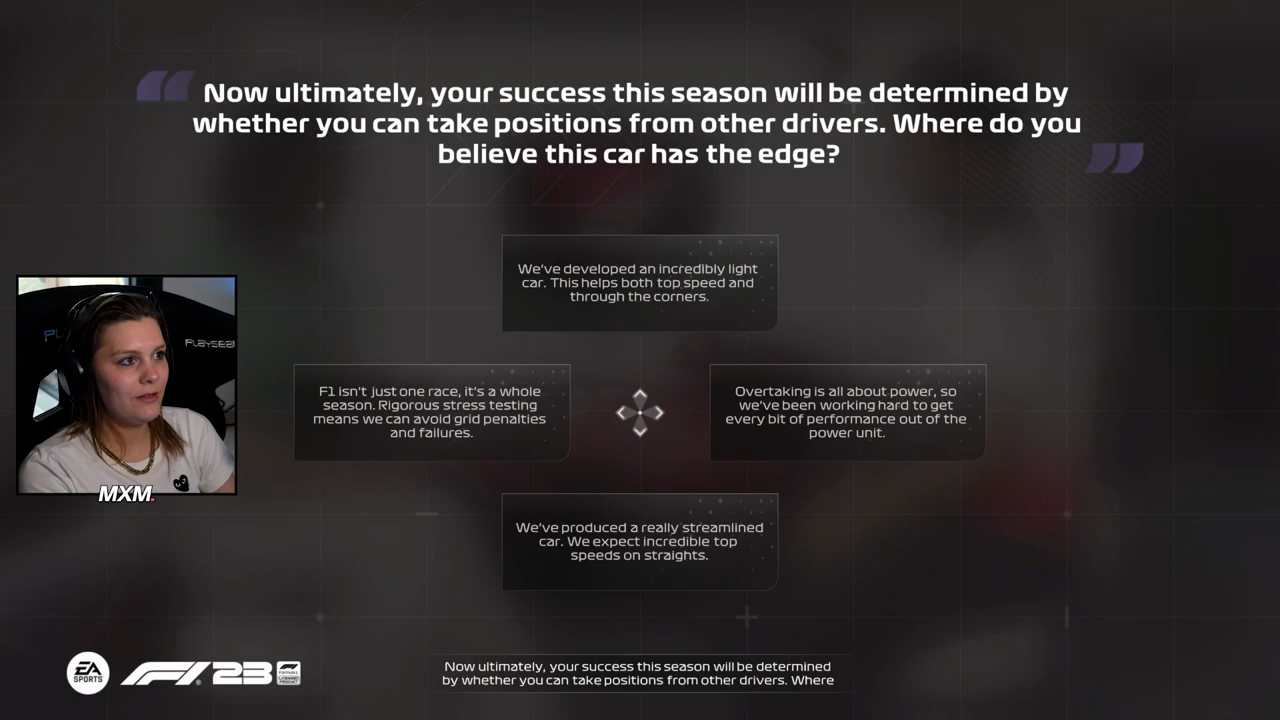 Now ultimately, your success this season will be determined by
whether you can take positions from other drivers. Where do you
believe this car has the edge?
We've developed an incredibly light
car. This helps both top speed and
through the corners.
F1 isn't just one race, it's a whole
season. Rigorous stress testing
means we can avoid grid penalties
and failures.
Overtaking is all about power, so
we've been working hard to get
every bit of performance out of the
power unit.
We've produced a really streamlined
car. We expect incredible top
speeds on straights.
PLAYSEAT
MXM.
EA
SPORTS
F1 23
Now ultimately, your success this season will be determined
by whether you can take positions from other drivers. Where